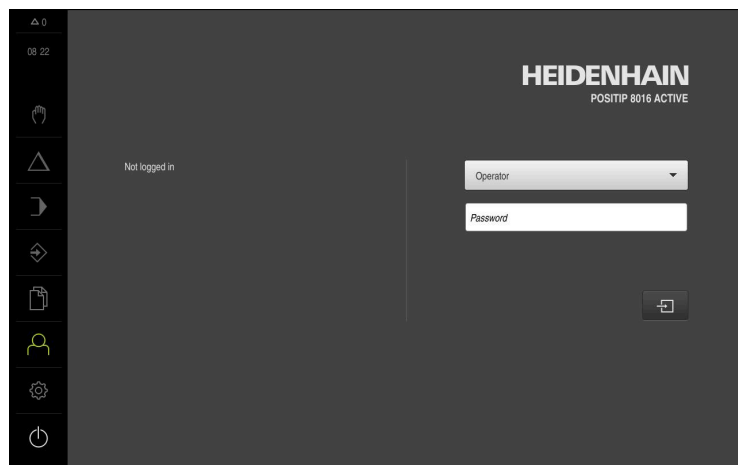 0
08 22
HEIDENHAIN
POSITIP 8016 ACTIVE
Not logged in
Operator
Password